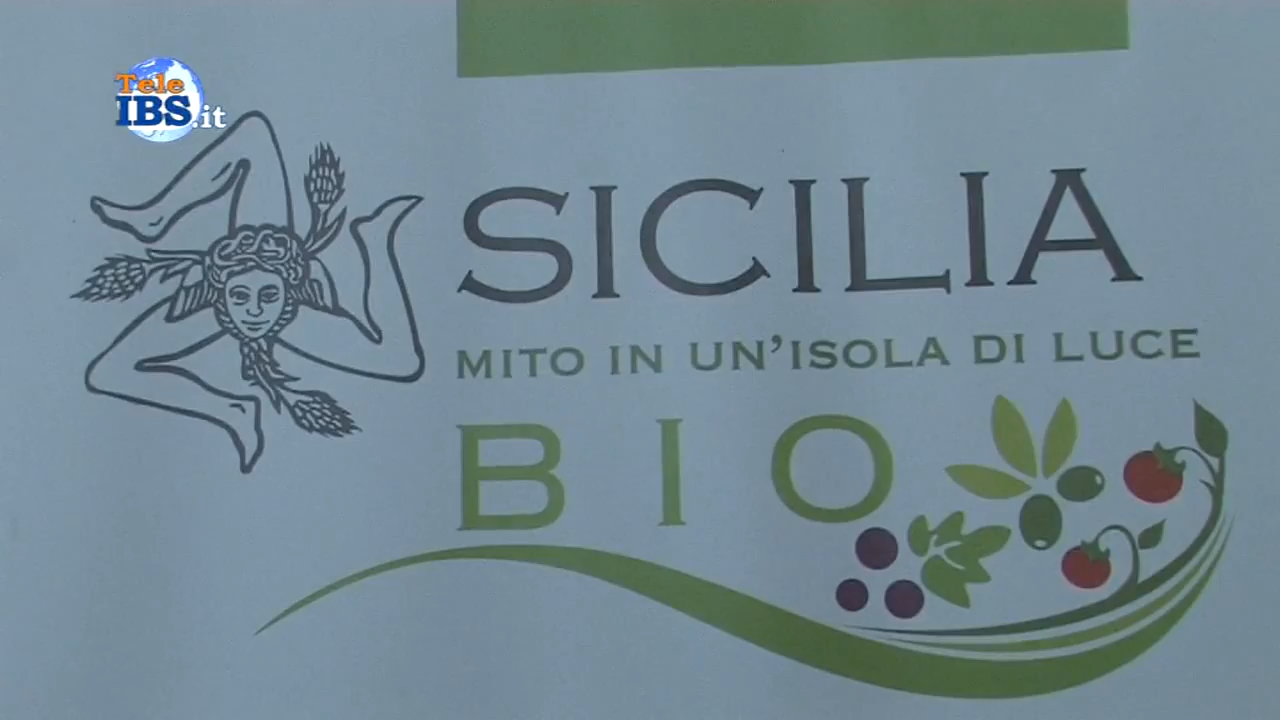 Tele
IBS.it
SICILIA
MITO IN UN'ISOLA DI LUCE
BIO